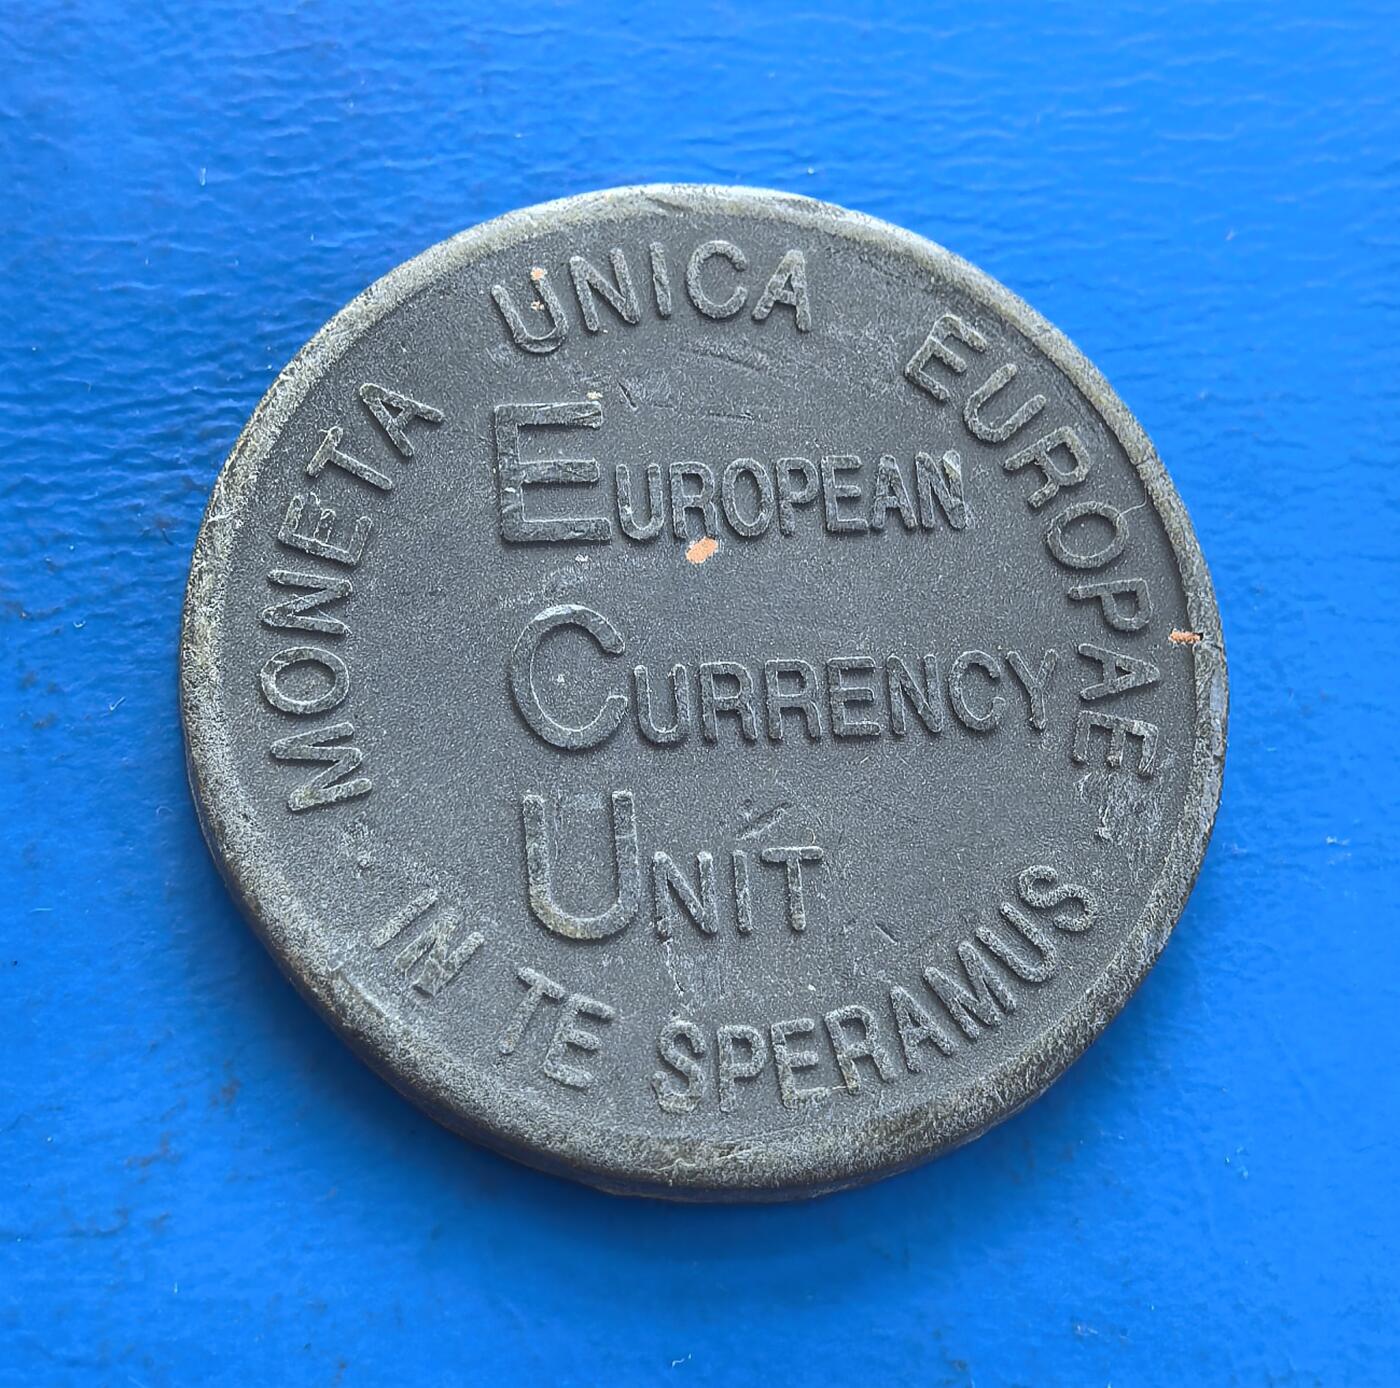 MONETA UNICA EUROPAE
EUROPEAN
CURRENCY
UNIT
IN TE SPERAMUS